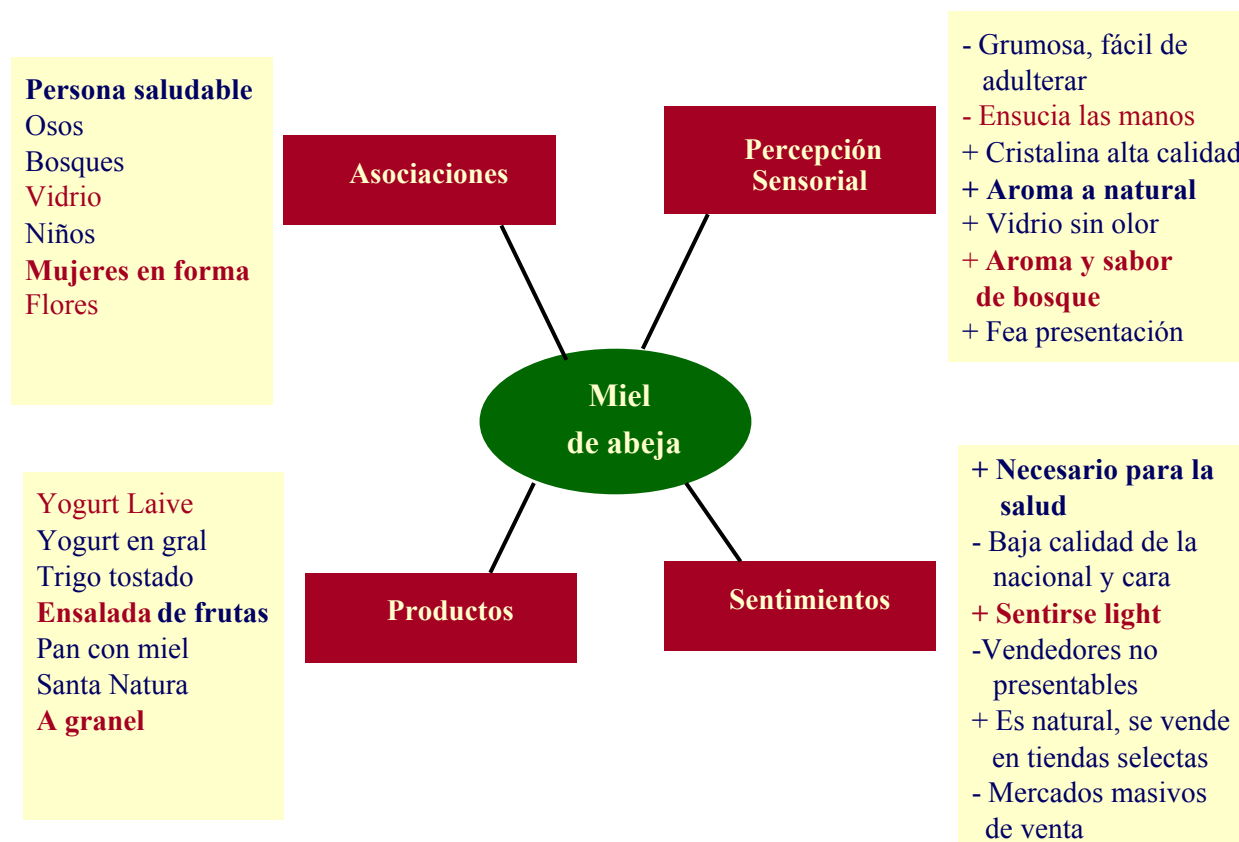 Persona saludable
Osos
Bosques
Vidrio
Niños
Mujeres en forma
Flores
Asociaciones
Percepción
Sensorial
- Grumosa, fácil de
adulterar
- Ensucia las manos
+ Cristalina alta calidad
+ Aroma a natural
+ Vidrio sin olor
+ Aroma y sabor
de bosque
+ Fea presentación
Miel
de abeja
Yogurt Laive
Yogurt en gral
Trigo tostado
Ensalada de frutas
Pan con miel
Santa Natura
A granel
Productos
Sentimientos
+ Necesario para la
salud
- Baja calidad de la
nacional y cara
+ Sentirse light
-Vendedores no
presentables
+ Es natural, se vende
en tiendas selectas
- Mercados masivos
de venta